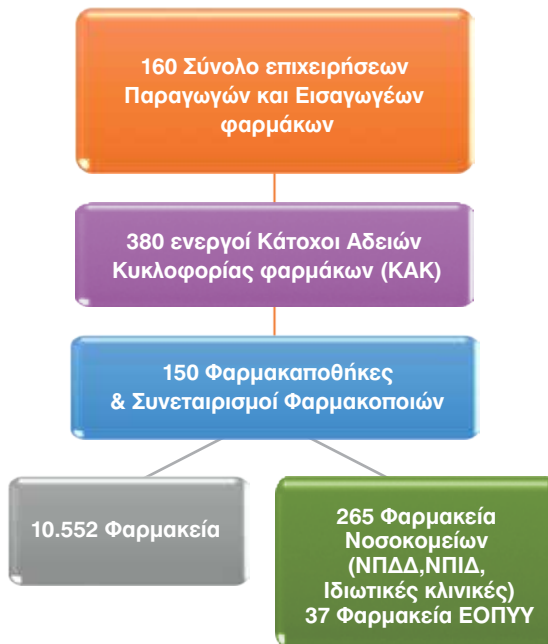 160 Σύνολο επιχειρήσεων
Παραγωγών και Εισαγωγέων
φαρμάκων
380 ενεργοί Κάτοχοι Αδειών
Κυκλοφορίας φαρμάκων (ΚΑΚ)
150 Φαρμακαποθήκες
& Συνεταιρισμοί Φαρμακοποιών
10.552 Φαρμακεία
265 Φαρμακεία
Νοσοκομείων
(ΝΠΔΔ,ΝΠΙΔ,
Ιδιωτικές κλινικές)
37 Φαρμακεία ΕΟΠΥΥ